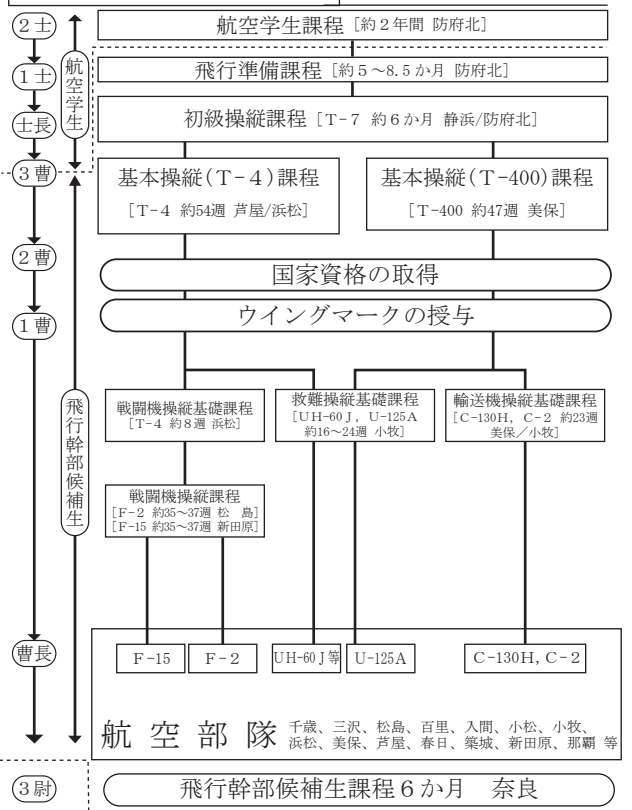 2士
航空学生課程 [約2年間 防府北]
1士
航空学生
飛行準備課程 [約5〜8.5か月 防府北]
士長
初級操縦課程 [T-7 約6か月 静浜/防府北]
3曹
基本操縦(T-4)課程
[T-4 約54週 芦屋/浜松]
基本操縦(T-400)課程
[T-400 約47週 美保]
2曹
国家資格の取得
1曹
ウイングマークの授与
飛行幹部候補生
戦闘機操縦基礎課程
[T-4 約8週 浜松]
救難操縦基礎課程
[UH-60J, U-125A
約16〜24週 小牧]
輸送機操縦基礎課程
[C-130H, C-2 約23週
美保/小牧]
戦闘機操縦課程
[F-2 約35〜37週 松 島]
[F-15 約35〜37週 新田原]
曹長
F-15
F-2
UH-60J等
U-125A
C-130H, C-2
航空部隊
千歳、三沢、松島、百里、入間、小松、小牧、
浜松、美保、芦屋、春日、築城、新田原、那覇 等
3尉
飛行幹部候補生課程6か月 奈良